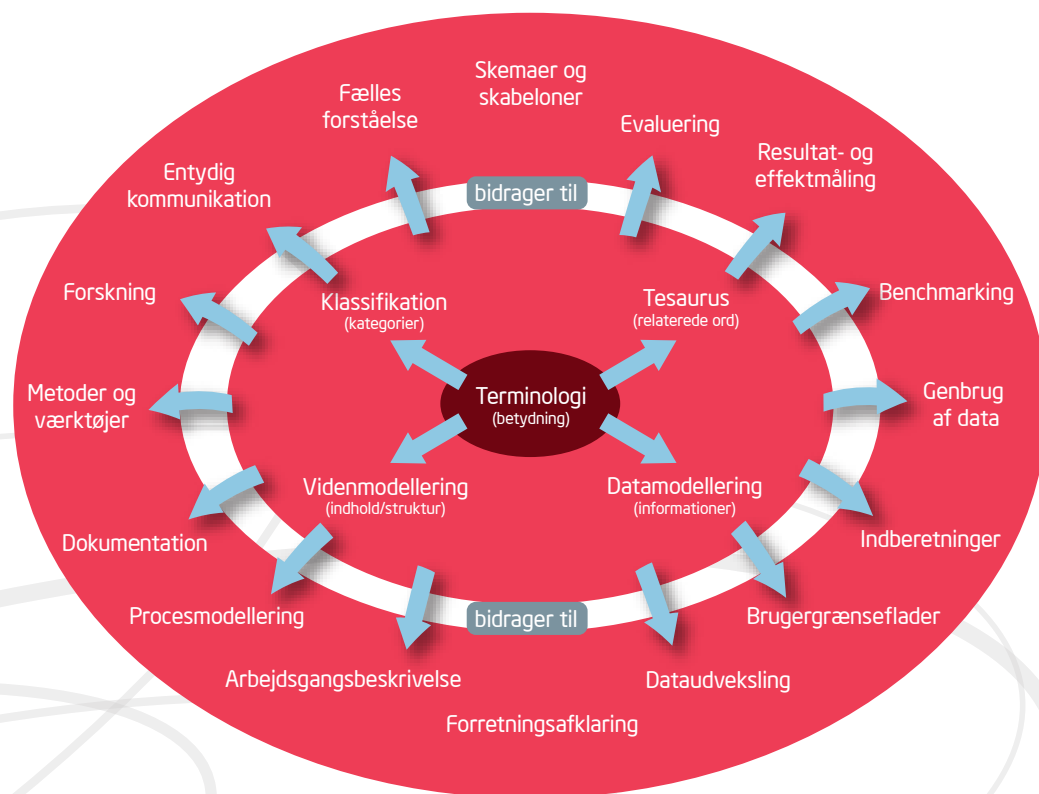 Skemaer og
skabeloner
Fælles
forståelse
Evaluering
Resultat- og
effektmåling
Entydig
kommunikation
bidrager til
Forskning
Klassifikation
(kategorier)
Tesaurus
(relaterede ord)
Benchmarking
Metoder og
værktøjer
Terminologi
(betydning)
Genbrug
af data
Videnmodellering
(indhold/struktur)
Datamodellering
(informationer)
Dokumentation
Indberetninger
Procesmodellering
bidrager til
Brugergrænseflader
Arbejdsgangsbeskrivelse
Dataudveksling
Forretningsafklaring